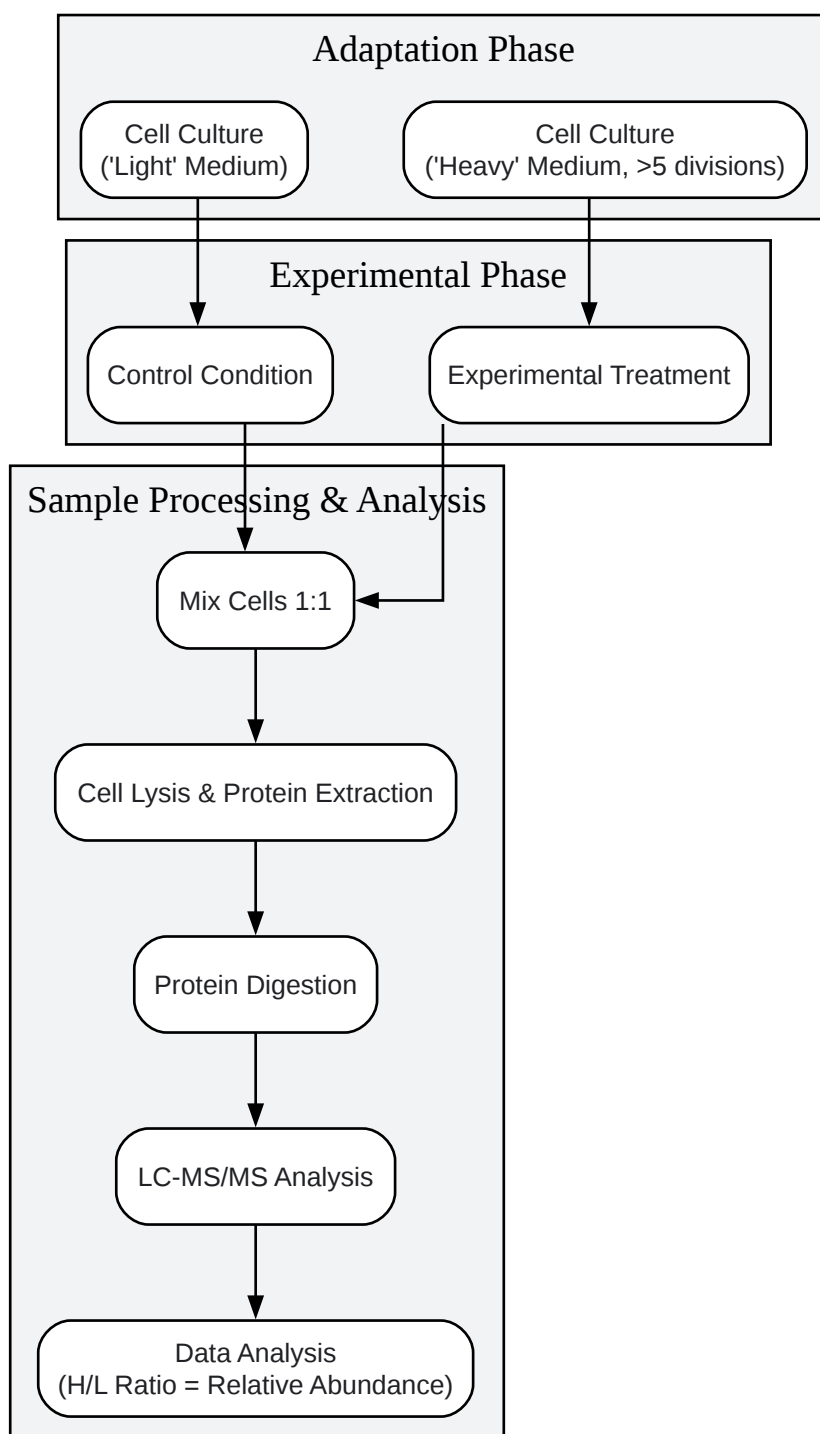 Adaptation Phase
Cell Culture
('Light' Medium)
Cell Culture
('Heavy' Medium, >5 divisions)
Experimental Phase
Control Condition
Experimental Treatment
Sample Processing & Analysis
Mix Cells 1:1
Cell Lysis & Protein Extraction
Protein Digestion
LC-MS/MS Analysis
Data Analysis
(H/L Ratio = Relative Abundance)